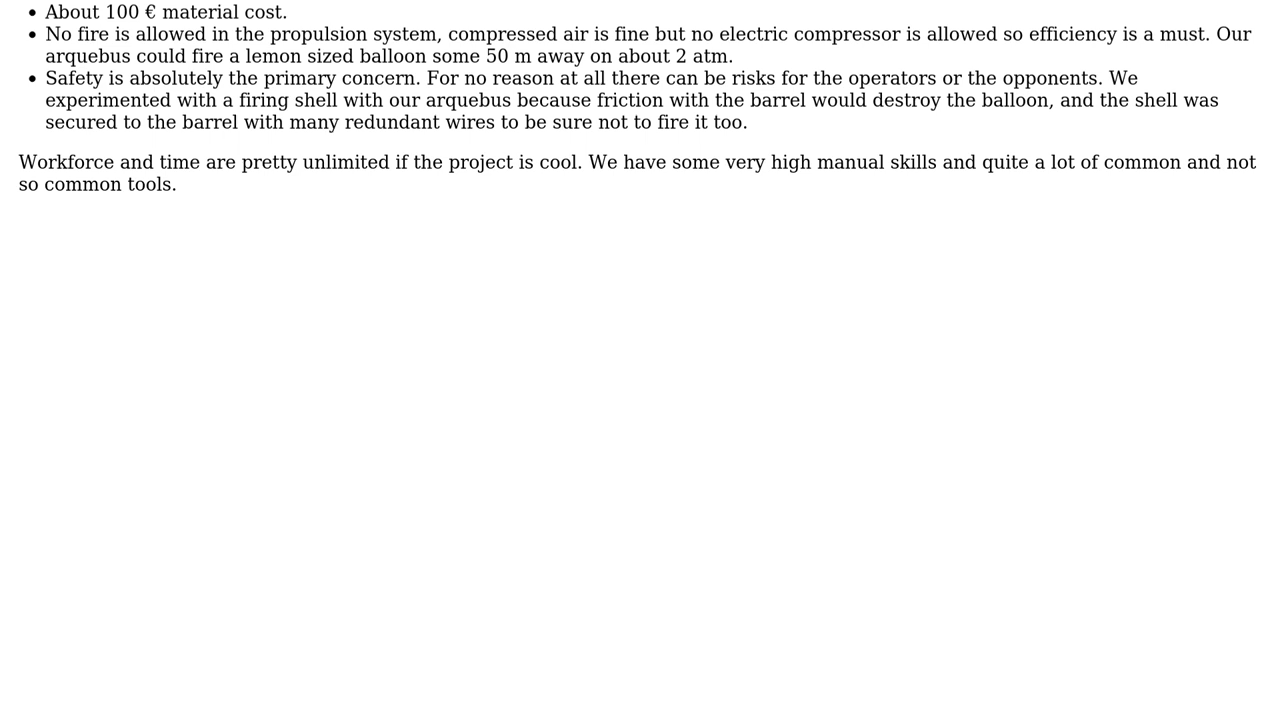 • About 100 € material cost.
• No fire is allowed in the propulsion system, compressed air is fine but no electric compressor is allowed so efficiency is a must. Our
arquebus could fire a lemon sized balloon some 50 m away on about 2 atm.
• Safety is absolutely the primary concern. For no reason at all there can be risks for the operators or the opponents. We
experimented with a firing shell with our arquebus because friction with the barrel would destroy the balloon, and the shell was
secured to the barrel with many redundant wires to be sure not to fire it too.
Workforce and time are pretty unlimited if the project is cool. We have some very high manual skills and quite a lot of common and not
so common tools.